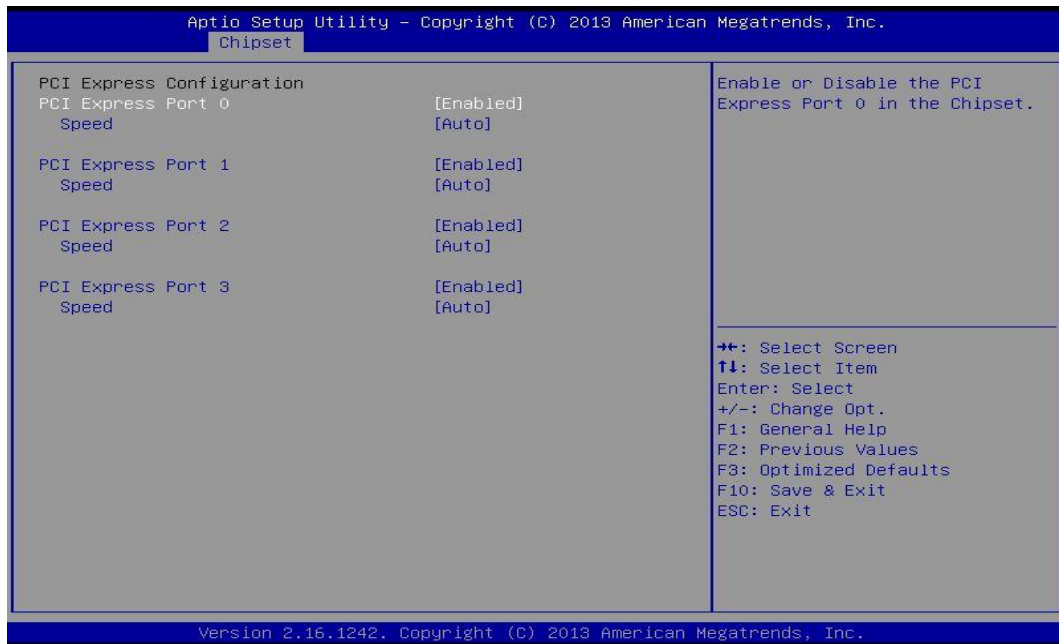 Aptio Setup Utility – Copyright (C) 2013 American Megatrends, Inc.
Chipset
PCI Express Configuration
PCI Express Port 0 [Enabled]
Speed [Auto]
PCI Express Port 1 [Enabled]
Speed [Auto]
PCI Express Port 2 [Enabled]
Speed [Auto]
PCI Express Port 3 [Enabled]
Speed [Auto]
Enable or Disable the PCI
Express Port 0 in the Chipset.
→←: Select Screen
↑↓: Select Item
Enter: Select
+/-: Change Opt.
F1: General Help
F2: Previous Values
F3: Optimized Defaults
F10: Save & Exit
ESC: Exit
Version 2.16.1242. Copyright (C) 2013 American Megatrends, Inc.